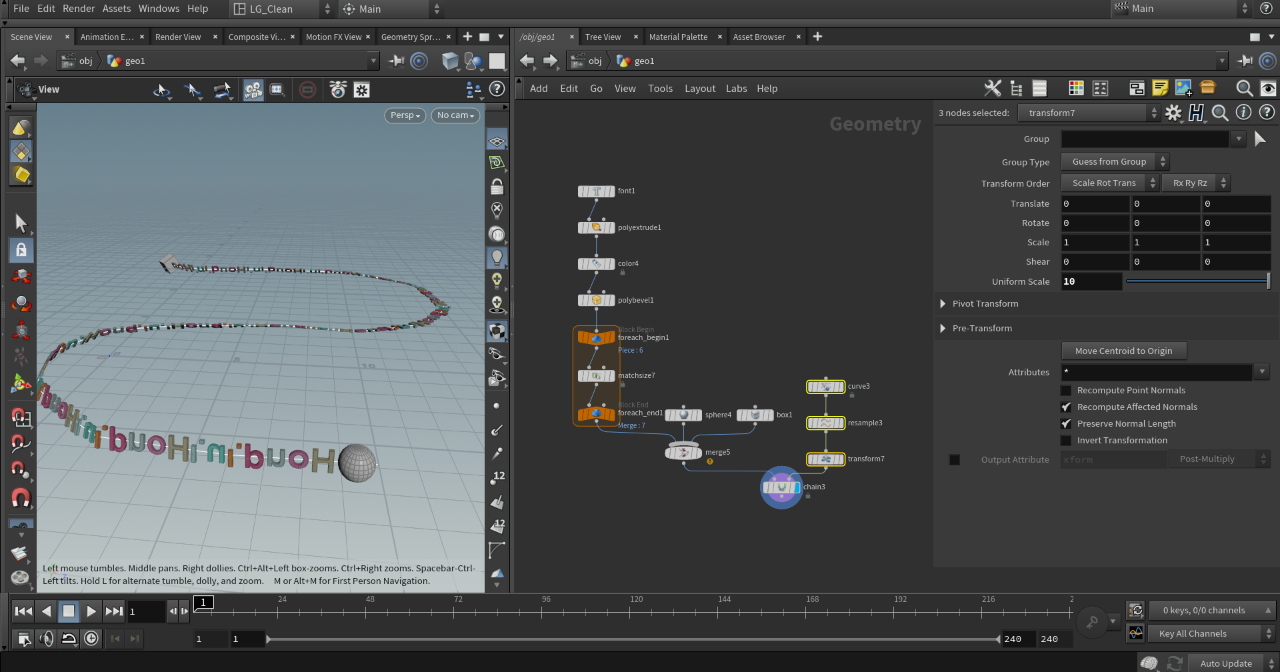 File Edit Render Assets Windows Help LG_Clean Main Main
Scene View Animation E... Render View Composite Vi... Motion FX View Geometry Spr...
/obj/geo1 Tree View Material Palette Asset Browser
obj geo1
obj geo1
View
Add Edit Go View Tools Layout Labs Help
Persp No cam
Geometry
3 nodes selected: transform7
Group
Group Type Guess from Group
Transform Order Scale Rot Trans Rx Ry Rz
Translate 0 0 0
Rotate 0 0 0
Scale 1 1 1
Shear 0 0 0
Uniform Scale 10
Pivot Transform
Pre-Transform
Move Centroid to Origin
Attributes *
Recompute Point Normals
Recompute Affected Normals
Preserve Normal Length
Invert Transformation
Output Attribute xform Post-Multiply
font1
polyextrude1
color4
polybevel1
Block Begin
foreach_begin1
Piece : 6
matchsize7
Block End
foreach_end1
Merge : 7
sphere4
box1
merge5
curve3
resample3
transform7
chain3
12
12
Left mouse tumbles. Middle pans. Right dollies. Ctrl+Alt+Left box-zooms. Ctrl+Right zooms. Spacebar-Ctrl-
Left tilts. Hold L for alternate tumble, dolly, and zoom. M or Alt+M for First Person Navigation.
1 1 24 48 72 96 120 144 168 192 216 2
0 keys, 0/0 channels
1 1 240 240
Key All Channels
Auto Update